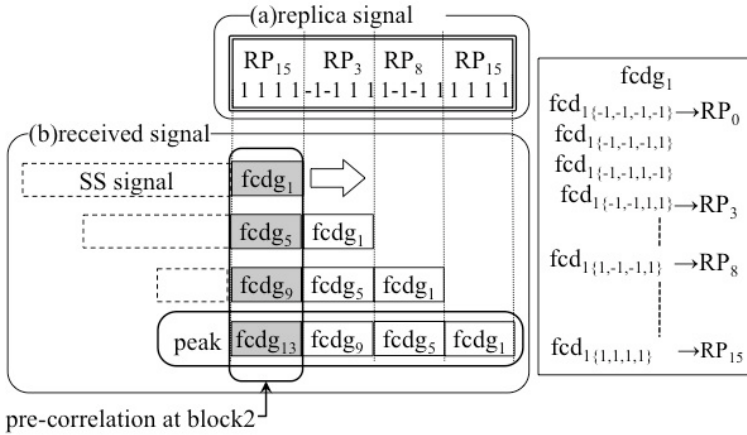 (a)replica signal
RP15 RP3 RP8 RP15
1 1 1 1 -1-1 1 1 1-1-1 1 1 1 1 1
(b)received signal
SS signal fcdg1
fcdg5 fcdg1
fcdg9 fcdg5 fcdg1
peak fcdg13 fcdg9 fcdg5 fcdg1
pre-correlation at block2
fcdg1
fcd1{-1,-1,-1,-1}→RP0
fcd1{-1,-1,-1,1}
fcd1{-1,-1,1,-1}
fcd1{-1,-1,1,1}→RP3
fcd1{1,-1,-1,1} →RP8
fcd1{1,1,1,1} →RP15